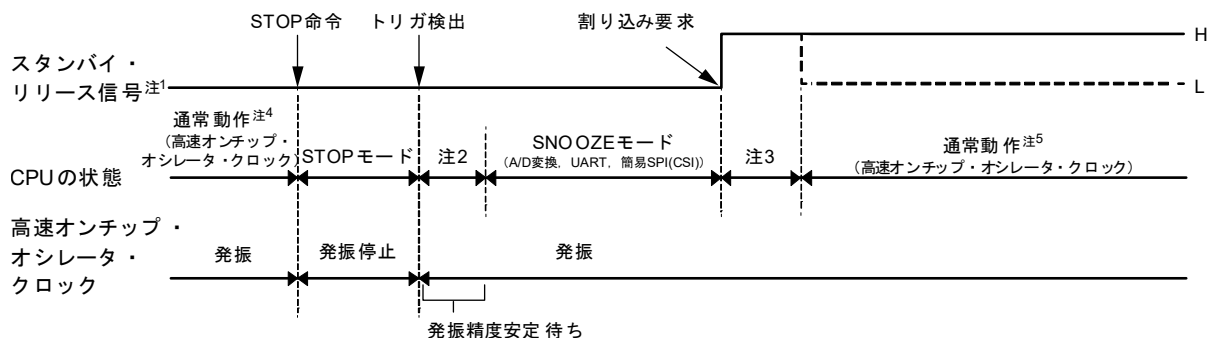 STOP命令
トリガ検出
割り込み要求
H
L
スタンバイ・
リリース信号注1
通常動作注4
(高速オンチップ・
オシレータ・クロック)
STOPモード
注2
SNOOZEモード
(A/D変換, UART, 簡易SPI(CSI))
注3
通常動作注5
(高速オンチップ・オシレータ・クロック)
CPUの状態
高速オンチップ・
オシレータ・
クロック
発振
発振停止
発振
発振精度安定待ち